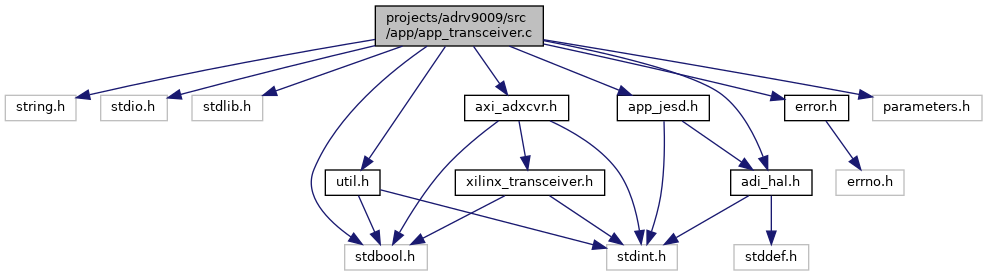 projects/adrv9009/src
/app/app_transceiver.c
string.h
stdio.h
stdlib.h
axi_adxcvr.h
app_jesd.h
error.h
parameters.h
util.h
xilinx_transceiver.h
adi_hal.h
errno.h
stdbool.h
stdint.h
stddef.h